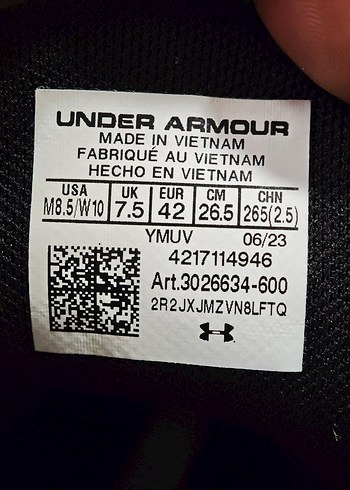 UNDER ARMOUR
MADE IN VIETNAM
FABRIQUÉ AU VIETNAM
HECHO EN VIETNAM
USA UK EUR CM CHN
M8.5/W10 7.5 42 26.5 265(2.5)
YMUV 06/23
4217114946
Art.3026634-600
2R2JXJMZVN8LFTQ